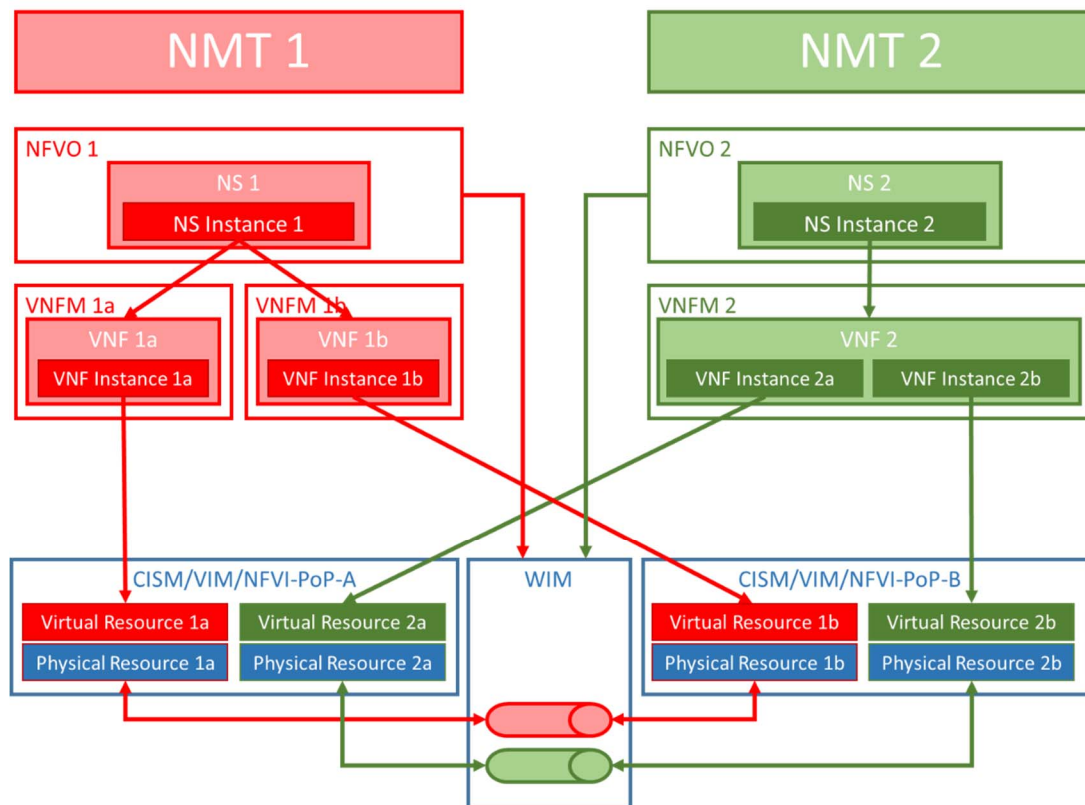 NMT 1
NMT 2
NFVO 1
NS 1
NS Instance 1
NFVO 2
NS 2
NS Instance 2
VNFM 1a
VNF 1a
VNF Instance 1a
VNFM 1b
VNF 1b
VNF Instance 1b
VNFM 2
VNF 2
VNF Instance 2a
VNF Instance 2b
CISM/VIM/NFVI-PoP-A
Virtual Resource 1a
Virtual Resource 2a
Physical Resource 1a
Physical Resource 2a
WIM
CISM/VIM/NFVI-PoP-B
Virtual Resource 1b
Virtual Resource 2b
Physical Resource 1b
Physical Resource 2b